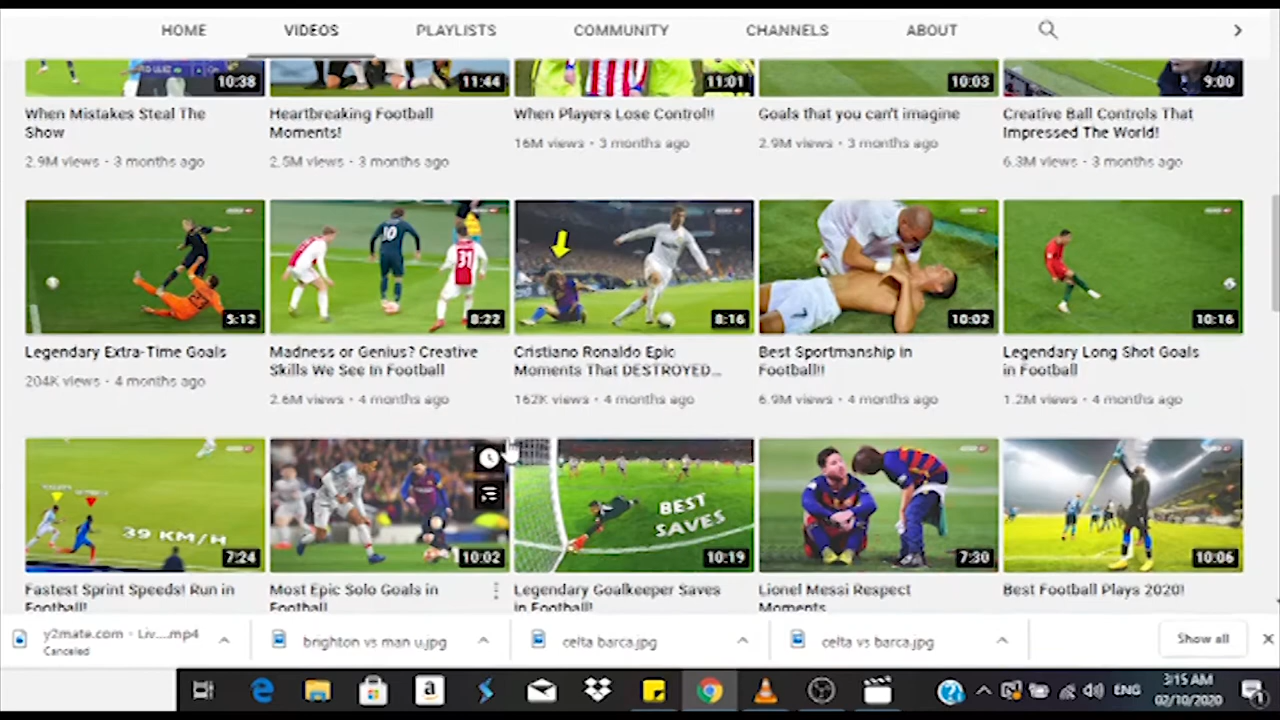 HOME VIDEOS PLAYLISTS COMMUNITY CHANNELS ABOUT
10:38 11:44 11:01 10:03 9:00
When Mistakes Steal The Show
2.9M views · 3 months ago
Heartbreaking Football Moments!
2.5M views · 3 months ago
When Players Lose Control!!
16M views · 3 months ago
Goals that you can't imagine
2.9M views · 3 months ago
Creative Ball Controls That Impressed The World!
6.3M views · 3 months ago
5:12
10
31
8:22
8:16
7
10:02
10:16
Legendary Extra-Time Goals
204K views · 4 months ago
Madness or Genius? Creative Skills We See In Football
2.6M views · 4 months ago
Cristiano Ronaldo Epic Moments That DESTROYED...
162K views · 4 months ago
Best Sportmanship in Football!!
6.9M views · 4 months ago
Legendary Long Shot Goals in Football
1.2M views · 4 months ago
39 KM/H
7:24
10:02
BEST
SAVES
10:19
7:30
10:06
Fastest Sprint Speeds! Run in Football!
Most Epic Solo Goals in Football
Legendary Goalkeeper Saves in Football!
Lionel Messi Respect Moments
Best Football Plays 2020!
y2mate.com - Liv....mp4
Canceled
brighton vs man u.jpg
celta barca.jpg
celta vs barca.jpg
Show all
ENG
3:15 AM
02/10/2020